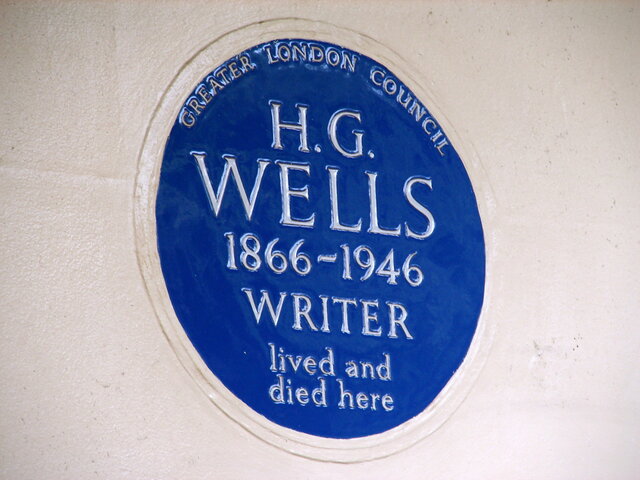 GREATER LONDON COUNCIL
H.G.
WELLS
1866-1946
WRITER
lived and
died here